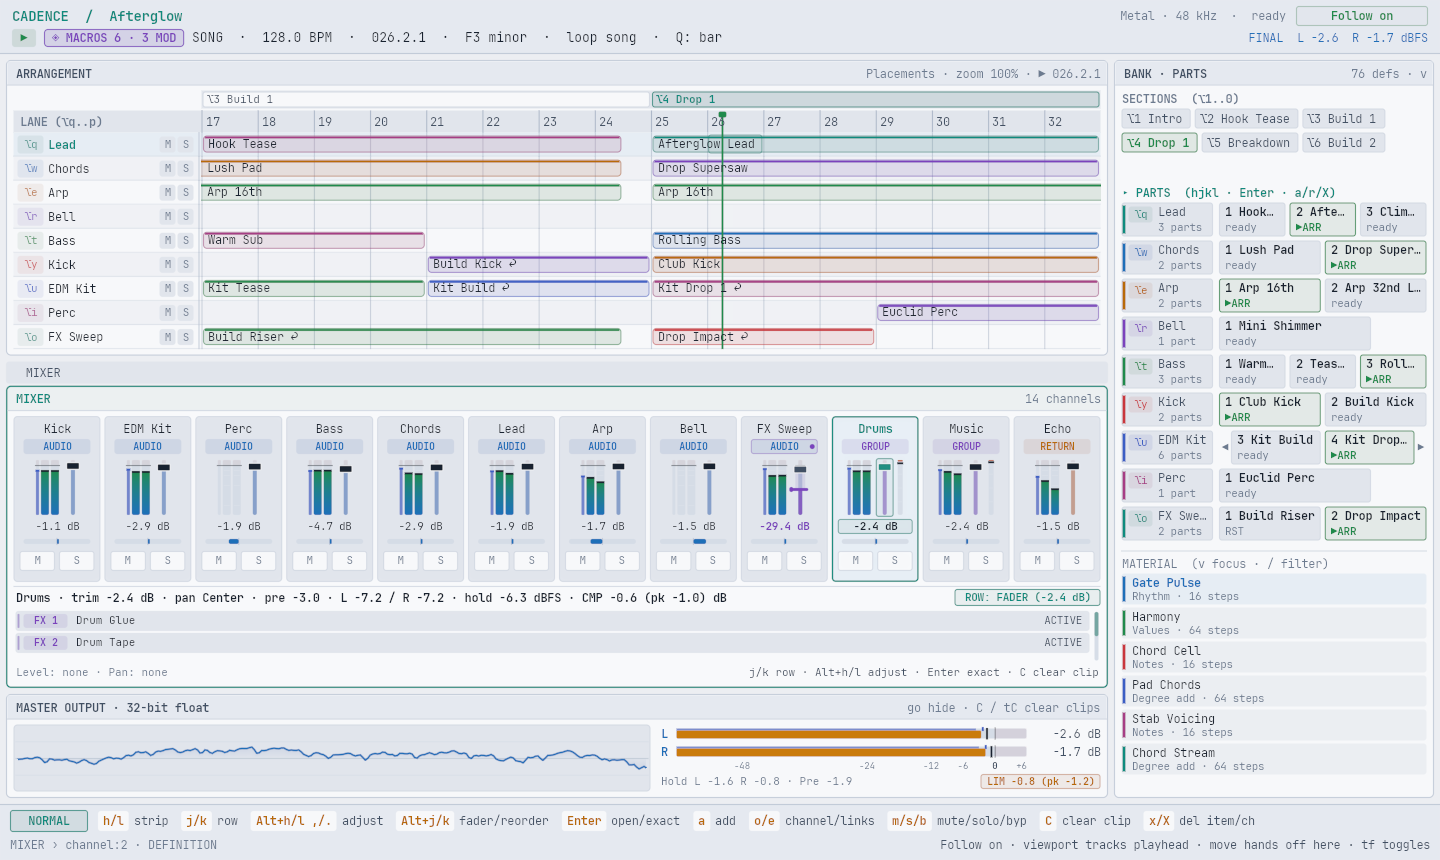 CADENCE / Afterglow
Metal · 48 kHz · ready Follow on
▶ ◈ MACROS 6 · 3 MOD SONG · 128.0 BPM · 026.2.1 · F3 minor · loop song · Q: bar
FINAL L -2.6 R -1.7 dBFS
ARRANGEMENT Placements · zoom 100% · ▶ 026.2.1
⌥3 Build 1 ⌥4 Drop 1
LANE (⌥q..p) 17 18 19 20 21 22 23 24 25 26 27 28 29 30 31 32
⌥q Lead M S Hook Tease Afterglow Lead
⌥w Chords M S Lush Pad Drop Supersaw
⌥e Arp M S Arp 16th Arp 16th
⌥r Bell M S
⌥t Bass M S Warm Sub Rolling Bass
⌥y Kick M S Build Kick ⤶ Club Kick
⌥u EDM Kit M S Kit Tease Kit Build ⤶ Kit Drop 1 ⤶
⌥i Perc M S Euclid Perc
⌥o FX Sweep M S Build Riser ⤶ Drop Impact ⤶
MIXER
MIXER 14 channels
Kick EDM Kit Perc Bass Chords Lead Arp Bell FX Sweep Drums Music Echo
AUDIO AUDIO AUDIO AUDIO AUDIO AUDIO AUDIO AUDIO AUDIO GROUP GROUP RETURN
-1.1 dB -2.9 dB -1.9 dB -4.7 dB -2.9 dB -1.9 dB -1.7 dB -1.5 dB -29.4 dB -2.4 dB -2.4 dB -1.5 dB
M S M S M S M S M S M S M S M S M S M S M S M S
Drums · trim -2.4 dB · pan Center · pre -3.0 · L -7.2 / R -7.2 · hold -6.3 dBFS · CMP -0.6 (pk -1.0) dB ROW: FADER (-2.4 dB)
FX 1 Drum Glue ACTIVE
FX 2 Drum Tape ACTIVE
Level: none · Pan: none j/k row · Alt+h/l adjust · Enter exact · C clear clip
MASTER OUTPUT · 32-bit float go hide · C / tC clear clips
L -2.6 dB
R -1.7 dB
-48 -24 -12 -6 0 +6
Hold L -1.6 R -0.8 · Pre -1.9 LIM -0.8 (pk -1.2)
BANK · PARTS 76 defs · v
SECTIONS (⌥1..0)
⌥1 Intro ⌥2 Hook Tease ⌥3 Build 1
⌥4 Drop 1 ⌥5 Breakdown ⌥6 Build 2
▸ PARTS (hjkl · Enter · a/r/X)
⌥q Lead 1 Hook… 2 Afte… 3 Clim…
3 parts ready ▶ARR ready
⌥w Chords 1 Lush Pad 2 Drop Super…
2 parts ready ▶ARR
⌥e Arp 1 Arp 16th 2 Arp 32nd L…
2 parts ▶ARR ready
⌥r Bell 1 Mini Shimmer
1 part ready
⌥t Bass 1 Warm… 2 Teas… 3 Roll…
3 parts ready ready ▶ARR
⌥y Kick 1 Club Kick 2 Build Kick
2 parts ▶ARR ready
⌥u EDM Kit ◀ 3 Kit Build 4 Kit Drop… ▶
6 parts ready ▶ARR
⌥i Perc 1 Euclid Perc
1 part ready
⌥o FX Swe… 1 Build Riser 2 Drop Impact
2 parts RST ▶ARR
MATERIAL (v focus · / filter)
Gate Pulse
Rhythm · 16 steps
Harmony
Values · 64 steps
Chord Cell
Notes · 16 steps
Pad Chords
Degree add · 64 steps
Stab Voicing
Notes · 16 steps
Chord Stream
Degree add · 64 steps
NORMAL h/l strip j/k row Alt+h/l ,/. adjust Alt+j/k fader/reorder Enter open/exact a add o/e channel/links m/s/b mute/solo/byp C clear clip x/X del item/ch
MIXER › channel:2 · DEFINITION Follow on · viewport tracks playhead · move hands off here · tf toggles